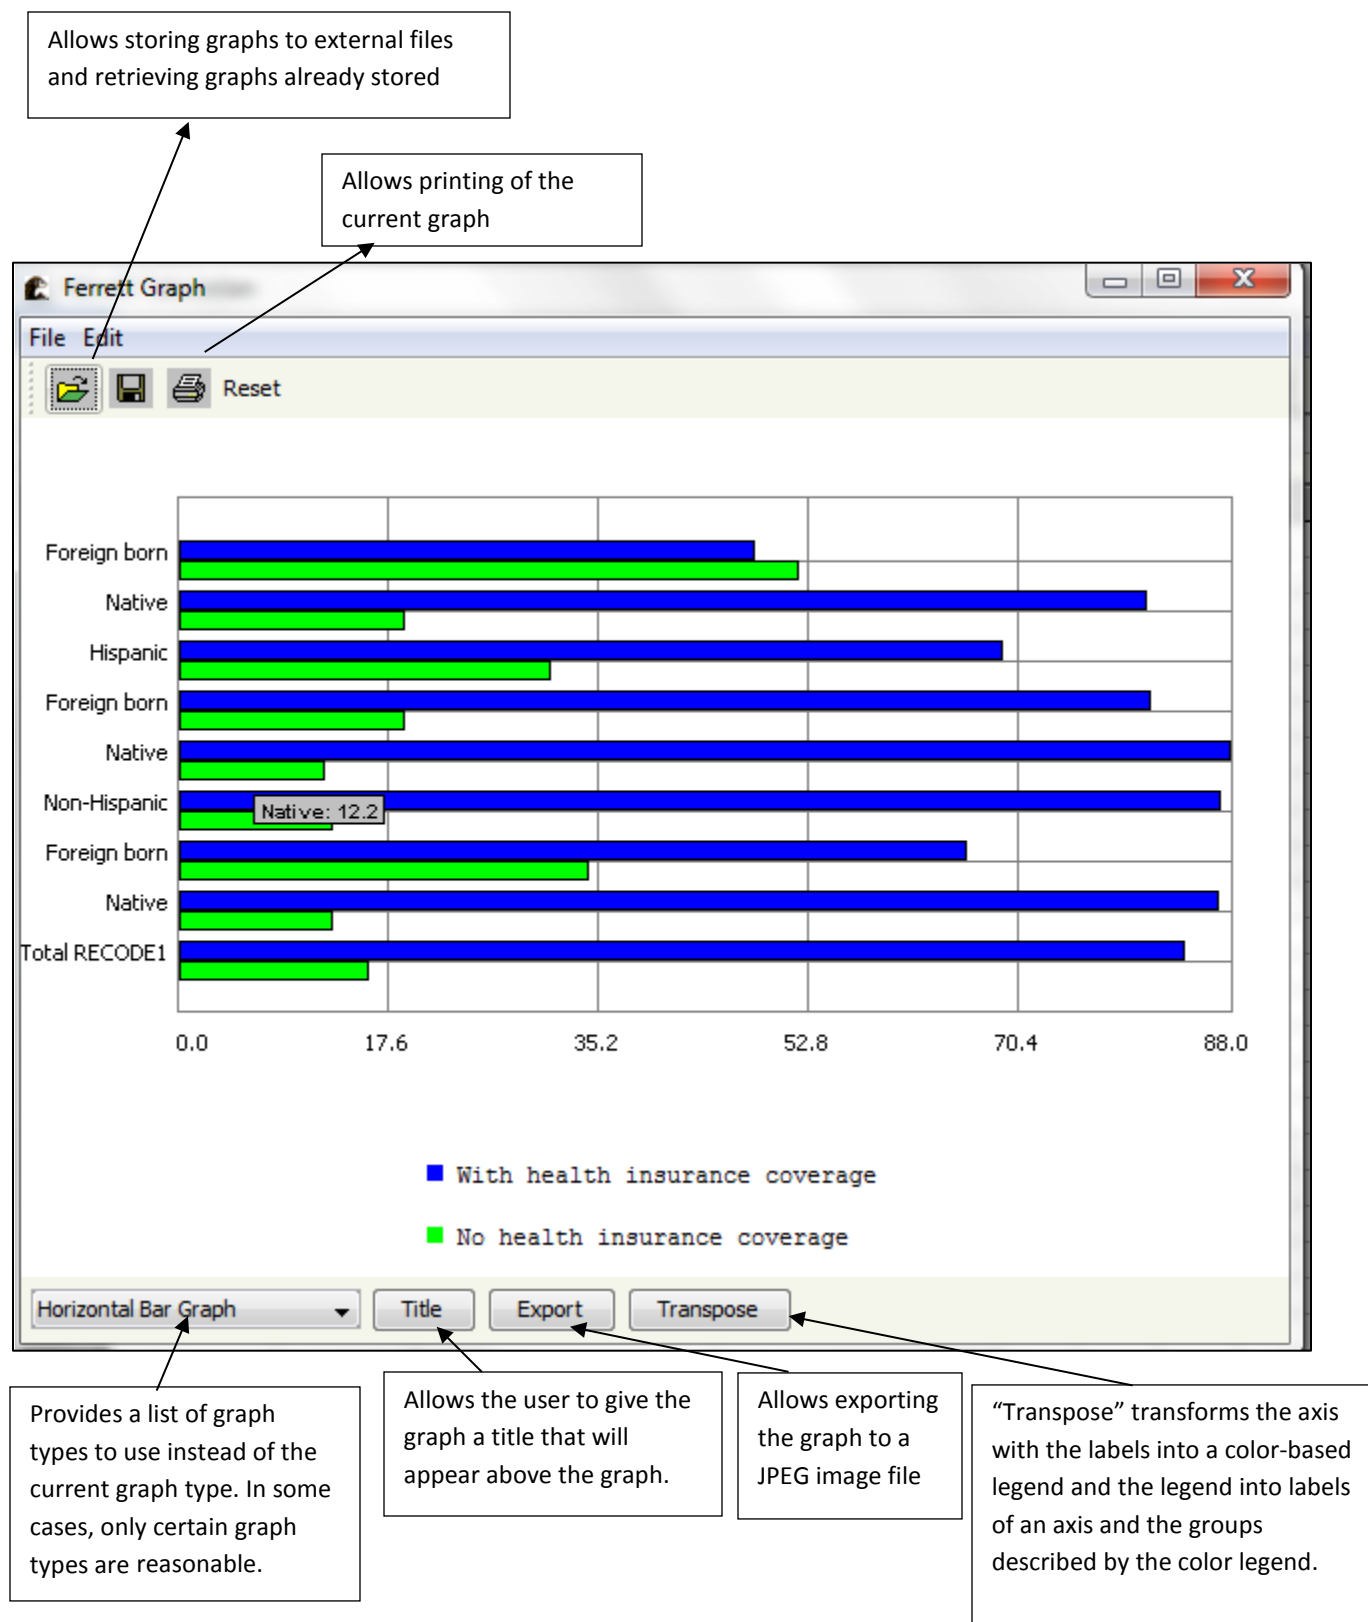 Allows storing graphs to external files
and retrieving graphs already stored
Allows printing of the
current graph
Ferrett Graph
File Edit
Reset
Foreign born
Native
Hispanic
Foreign born
Native
Non-Hispanic
Native: 12.2
Foreign born
Native
Total RECODE1
0.0 17.6 35.2 52.8 70.4 88.0
With health insurance coverage
No health insurance coverage
Horizontal Bar Graph Title Export Transpose
Provides a list of graph
types to use instead of the
current graph type. In some
cases, only certain graph
types are reasonable.
Allows the user to give the
graph a title that will
appear above the graph.
Allows exporting
the graph to a
JPEG image file
“Transpose” transforms the axis
with the labels into a color-based
legend and the legend into labels
of an axis and the groups
described by the color legend.